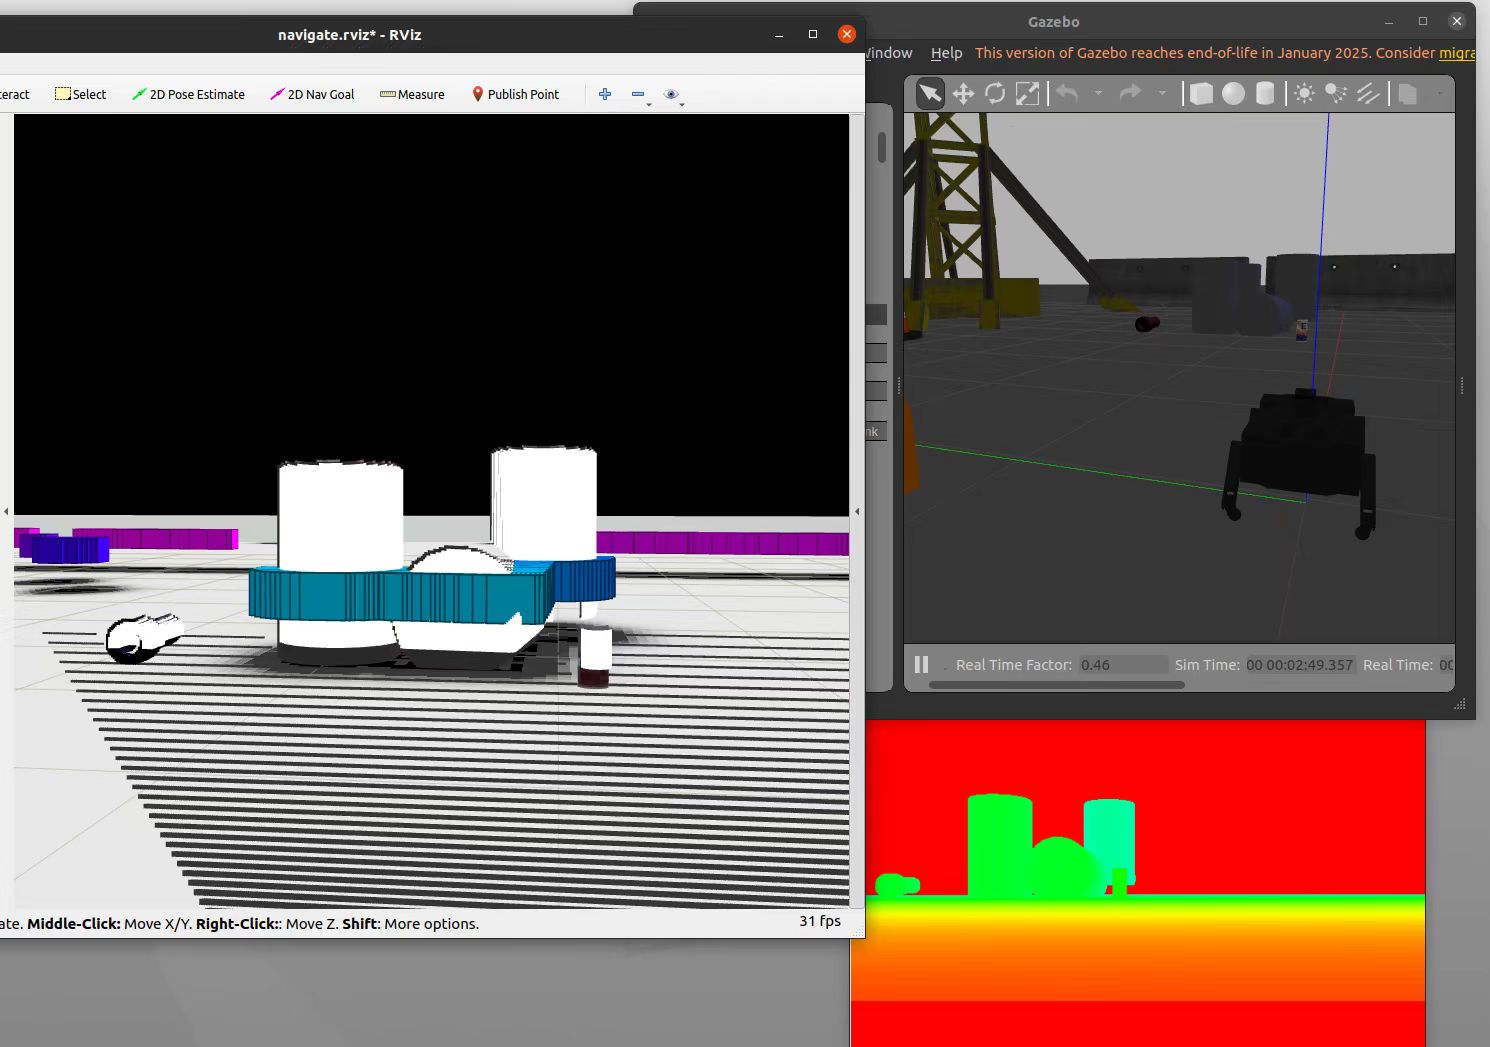 navigate.rviz* - RViz
Gazebo
Window Help This version of Gazebo reaches end-of-life in January 2025. Consider migra
teract Select 2D Pose Estimate 2D Nav Goal Measure Publish Point
nk
Real Time Factor: 0.46 Sim Time: 00 00:02:49.357 Real Time: 00
ate. Middle-Click: Move X/Y. Right-Click:: Move Z. Shift: More options.
31 fps